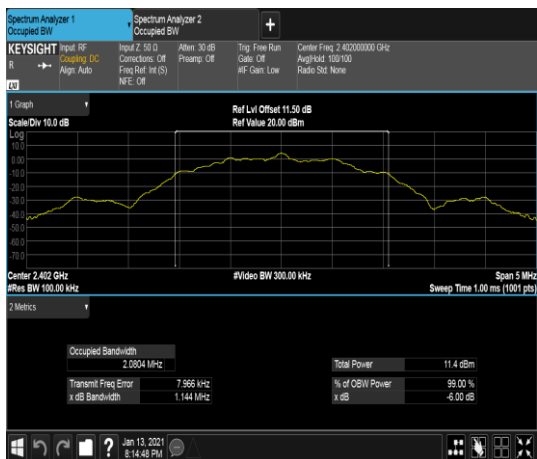 Spectrum Analyzer 1
Occupied BW
Spectrum Analyzer 2
Occupied BW
+
KEYSIGHT
R
Input: RF
Coupling: DC
Align: Auto
Input Z: 50 Ω
Corrections: Off
Freq Ref: Int (S)
NFE: Off
Atten: 30 dB
Preamp: Off
Trig: Free Run
Gate: Off
#IF Gain: Low
Center Freq: 2.402000000 GHz
Avg|Hold: 100/100
Radio Std: None
1 Graph
Scale/Div 10.0 dB
Ref Lvl Offset 11.50 dB
Ref Value 20.00 dBm
Log
10.0
0.00
-10.0
-20.0
-30.0
-40.0
-50.0
-60.0
-70.0
Center 2.402 GHz
#Res BW 100.00 kHz
#Video BW 300.00 kHz
Span 5 MHz
Sweep Time 1.00 ms (1001 pts)
2 Metrics
Occupied Bandwidth
2.0804 MHz
Transmit Freq Error 7.966 kHz
x dB Bandwidth 1.144 MHz
Total Power 11.4 dBm
% of OBW Power 99.00 %
x dB -6.00 dB
?
Jan 13, 2021
8:14:48 PM